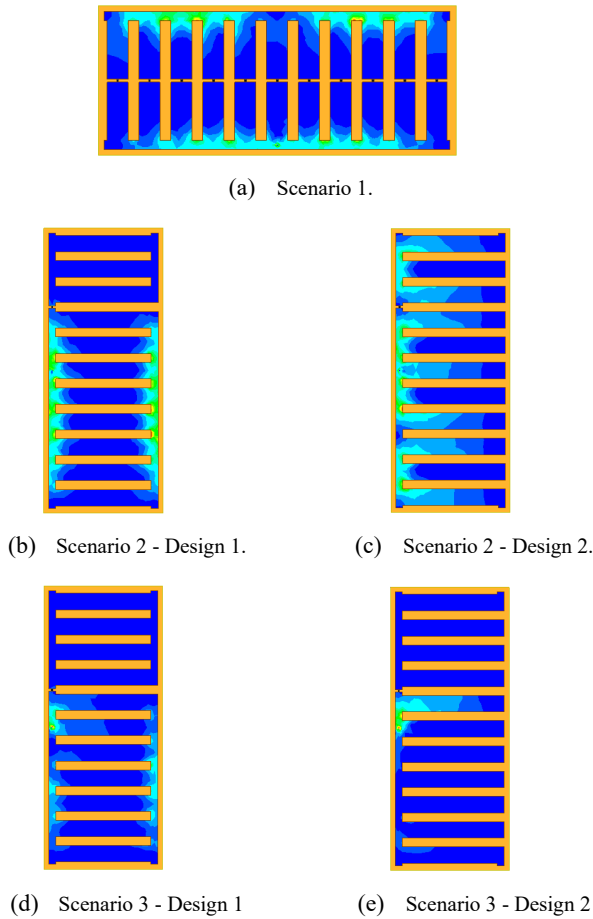 (a) Scenario 1.
(b) Scenario 2 - Design 1.
(c) Scenario 2 - Design 2.
(d) Scenario 3 - Design 1
(e) Scenario 3 - Design 2